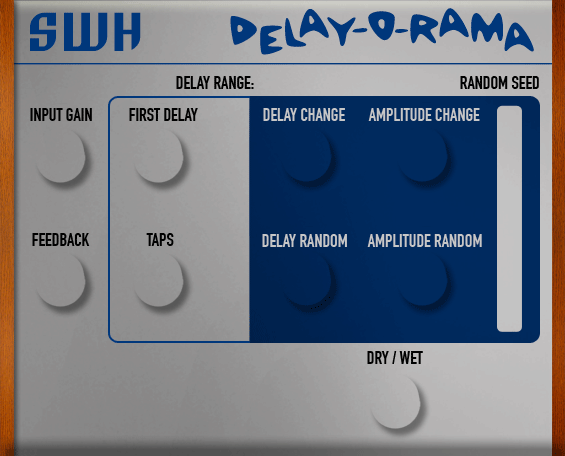 SWH DELAY-O-RAMA
DELAY RANGE: RANDOM SEED
INPUT GAIN FIRST DELAY DELAY CHANGE AMPLITUDE CHANGE
FEEDBACK TAPS DELAY RANDOM AMPLITUDE RANDOM
DRY / WET